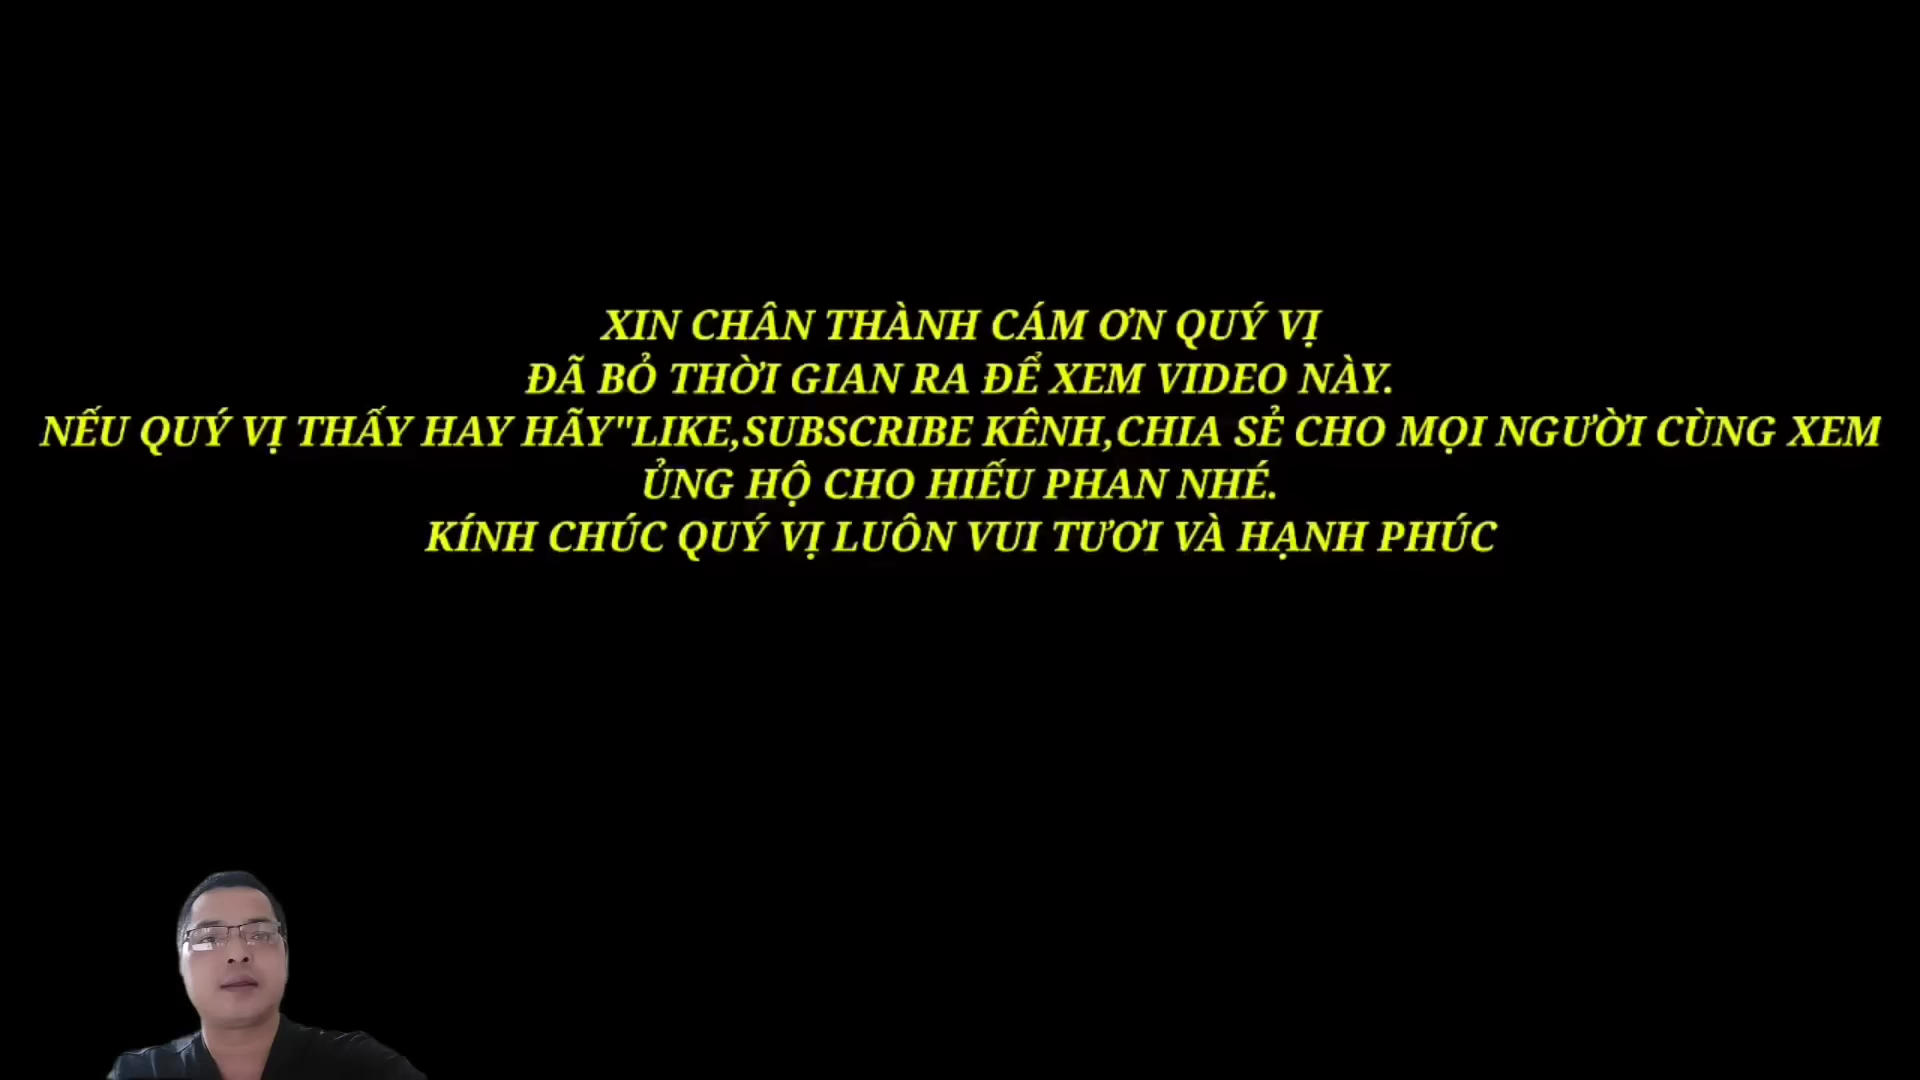 XIN CHÂN THÀNH CÁM ƠN QUÝ VỊ
ĐÃ BỎ THỜI GIAN RA ĐỂ XEM VIDEO NÀY.
NẾU QUÝ VỊ THẤY HAY HÃY"LIKE,SUBSCRIBE KÊNH,CHIA SẺ CHO MỌI NGƯỜI CÙNG XEM
ỦNG HỘ CHO HIẾU PHAN NHÉ.
KÍNH CHÚC QUÝ VỊ LUÔN VUI TƯƠI VÀ HẠNH PHÚC